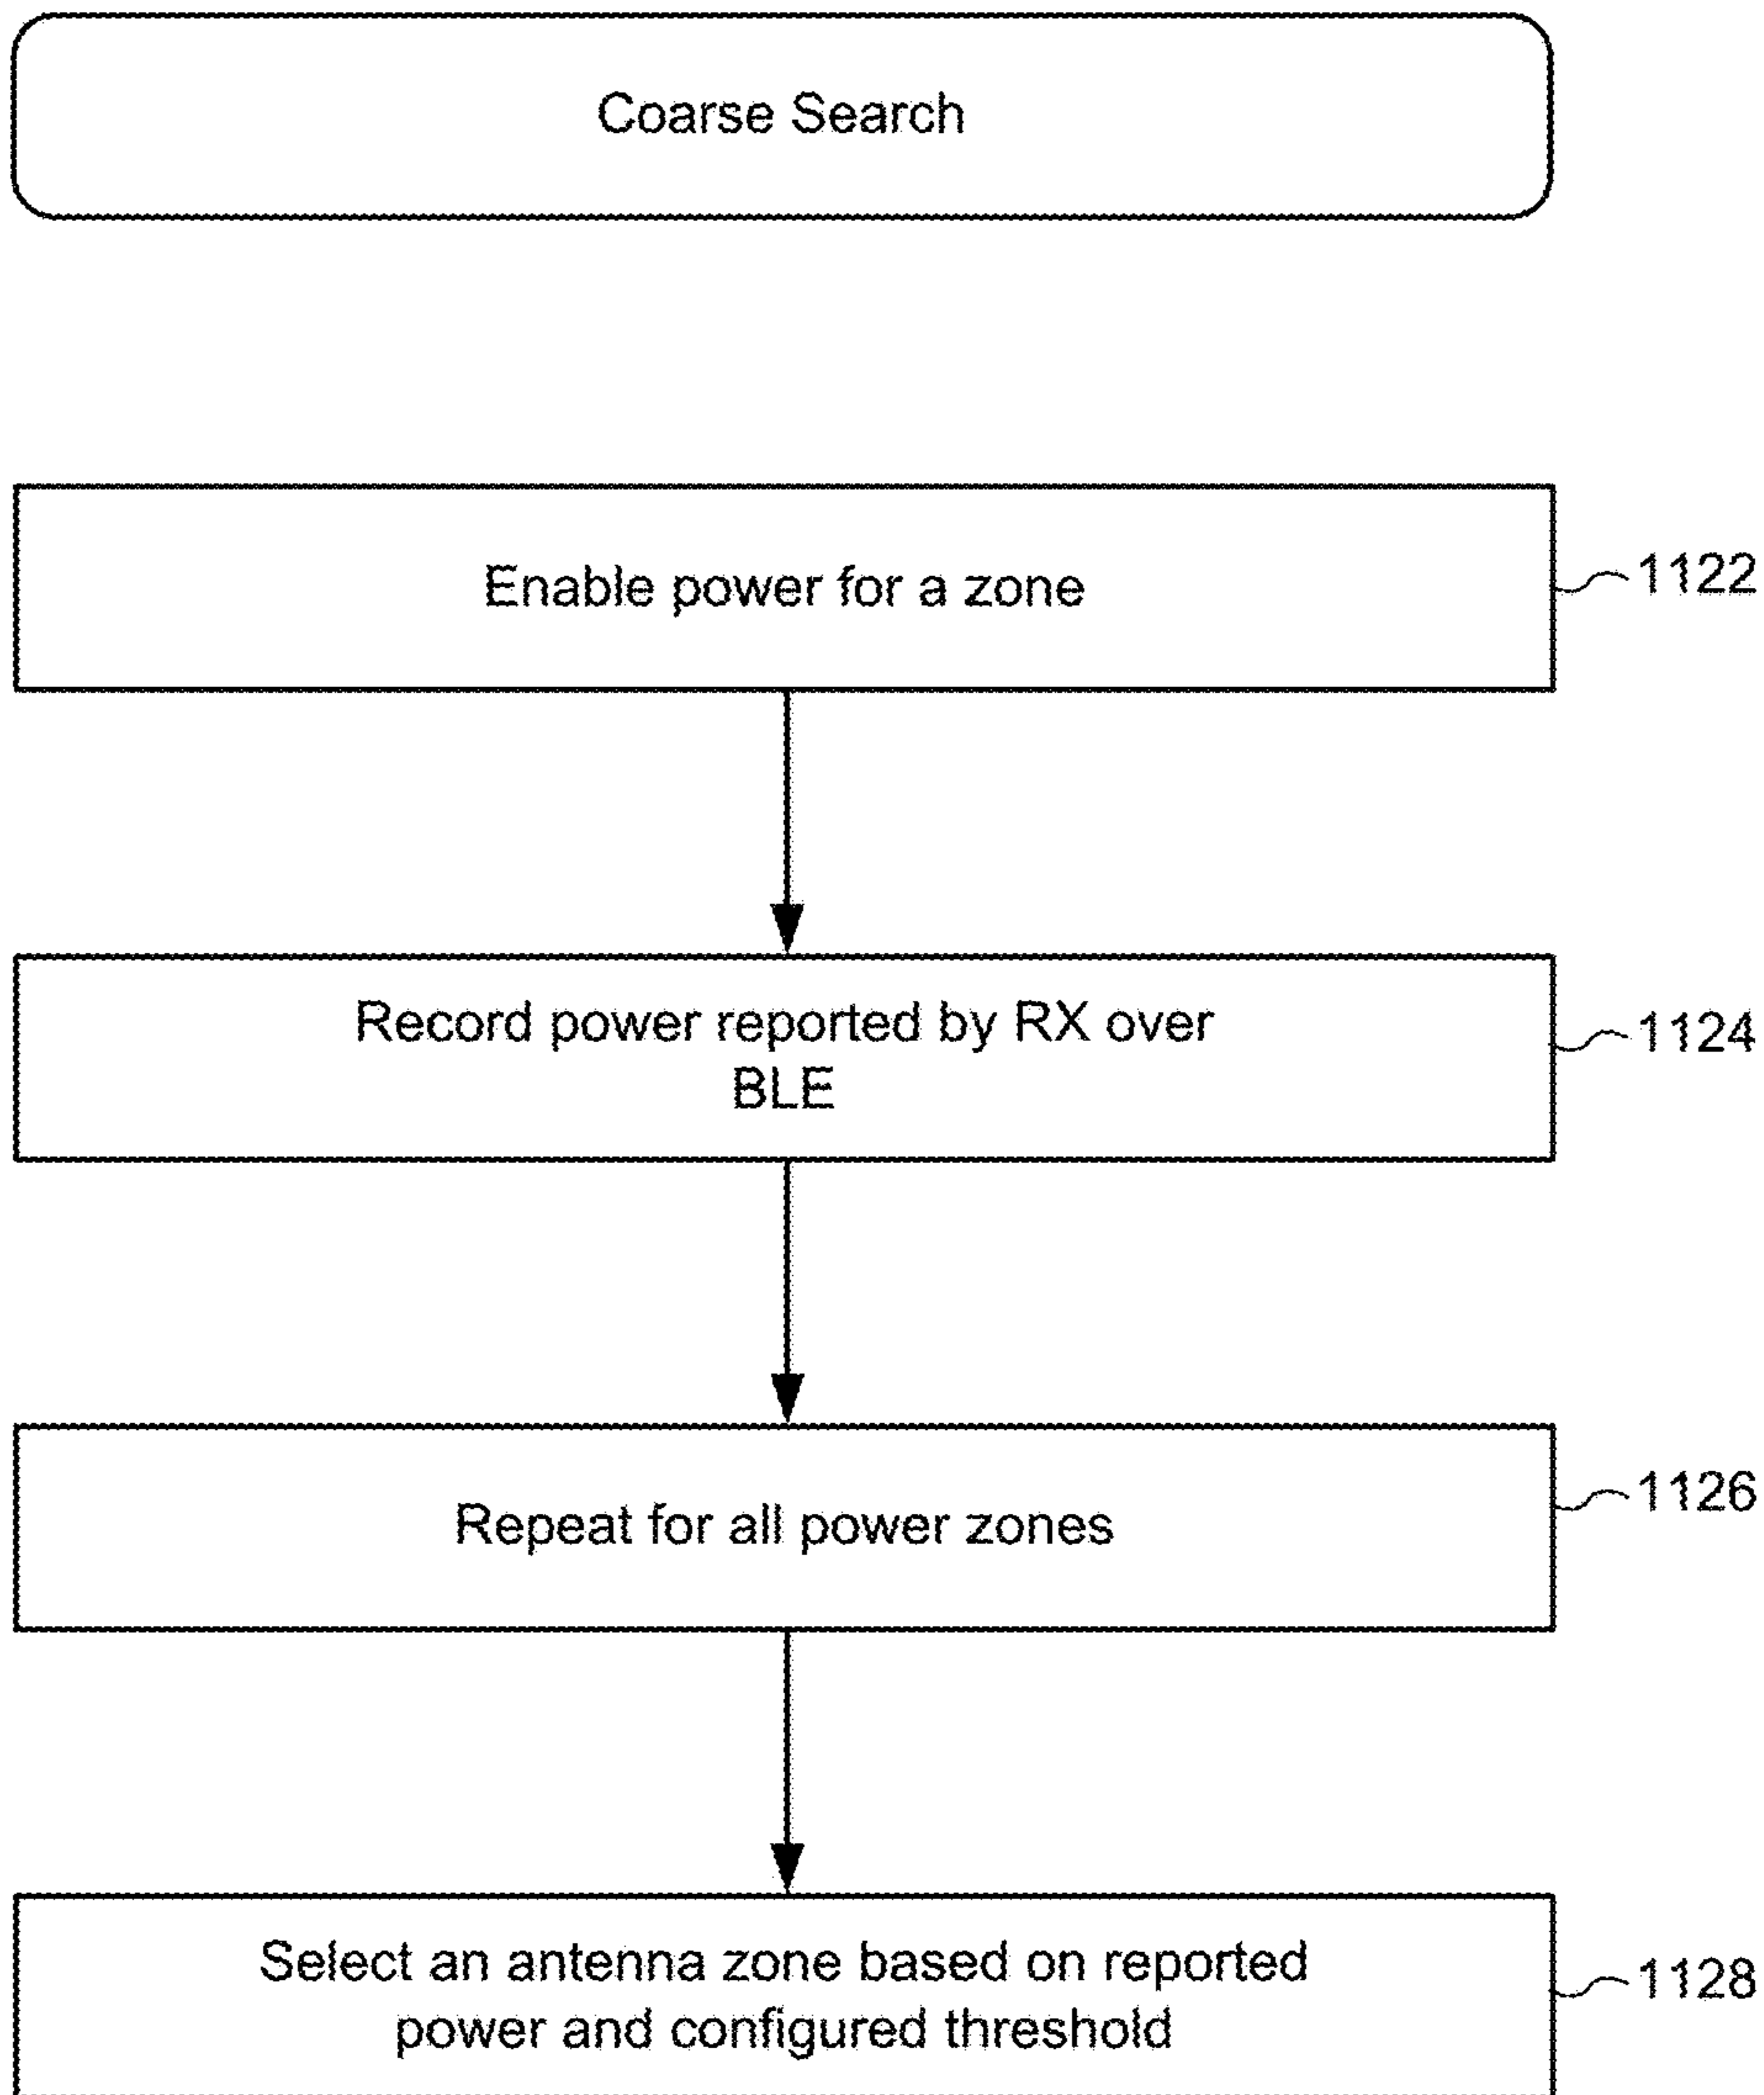 Coarse Search
Enable power for a zone
1122
Record power reported by RX over
BLE
1124
Repeat for all power zones
1126
Select an antenna zone based on reported
power and configured threshold
1128